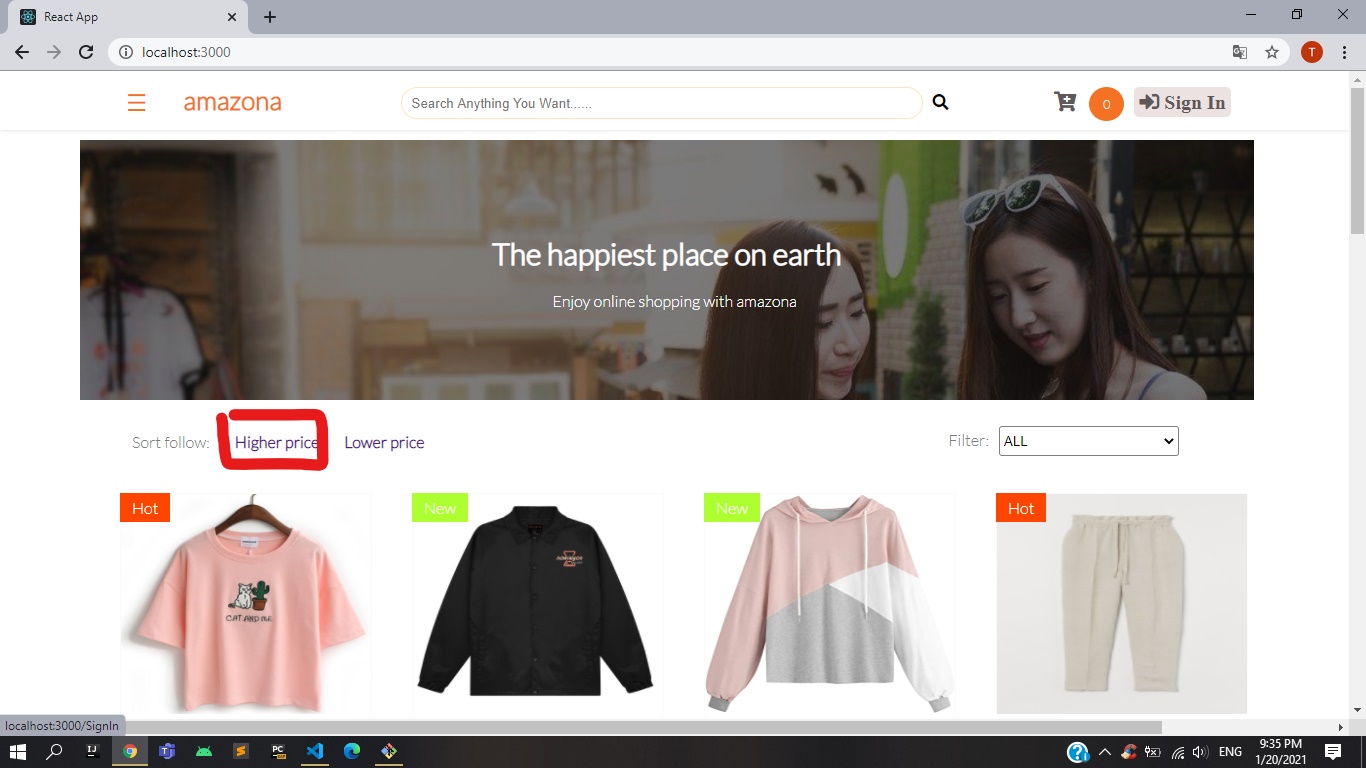 React App
localhost:3000
T
☰ amazona
Search Anything You Want......
0
Sign In
The happiest place on earth
Enjoy online shopping with amazona
Sort follow: Higher price Lower price
Filter: ALL
Hot
New
New
Hot
CAT AND ME
localhost:3000/SignIn
IJ
PC
ENG
9:35 PM
1/20/2021